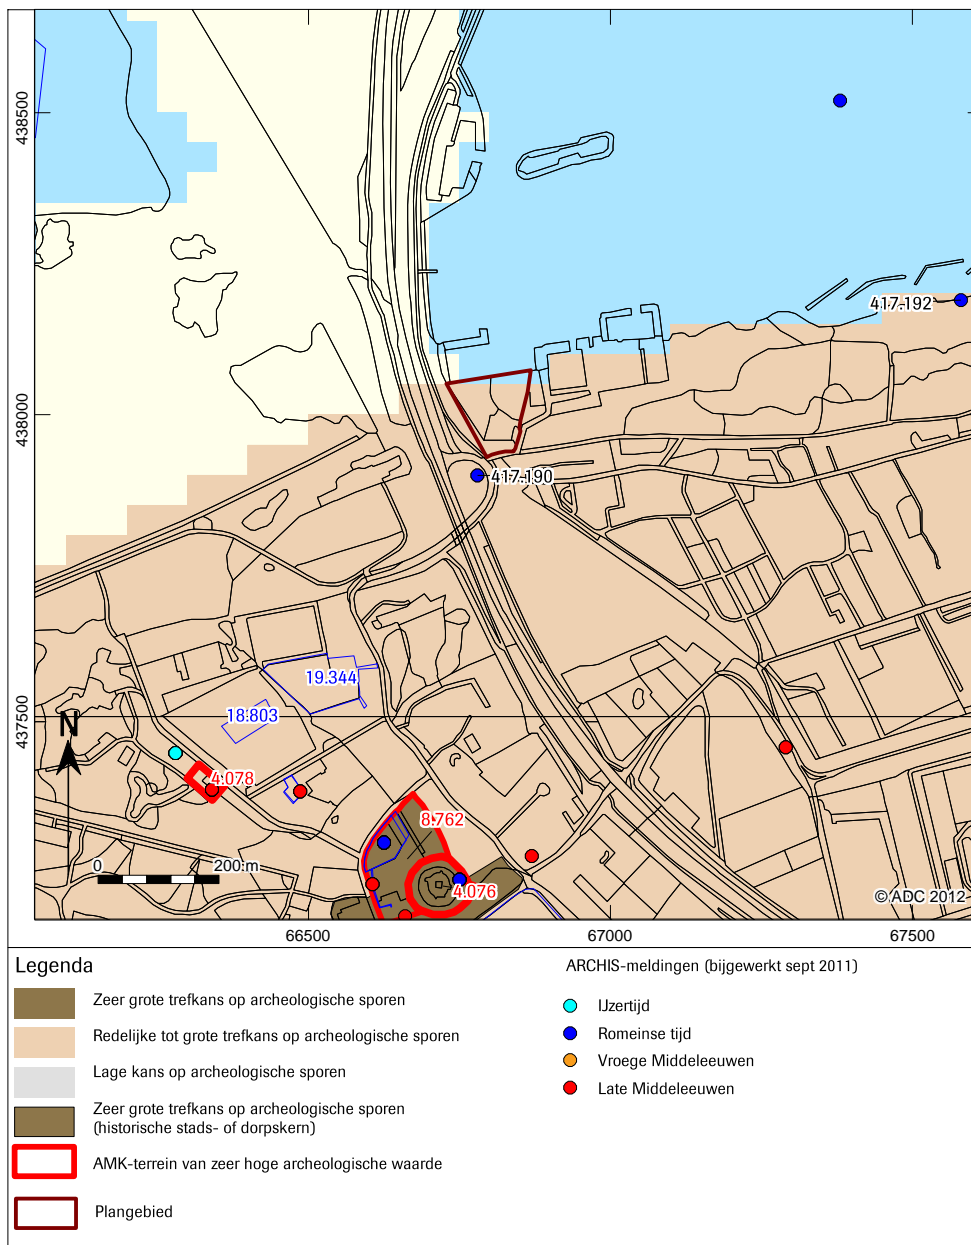 438500
417.192
438000
417.190
19.344
18.803
437500
N
4.078
8.762
4.076
0
200 m
© ADC 2012
66500
67000
67500
Legenda
Zeer grote trefkans op archeologische sporen
Redelijke tot grote trefkans op archeologische sporen
Lage kans op archeologische sporen
Zeer grote trefkans op archeologische sporen
(historische stads- of dorpskern)
AMK-terrein van zeer hoge archeologische waarde
Plangebied
ARCHIS-meldingen (bijgewerkt sept 2011)
IJzertijd
Romeinse tijd
Vroege Middeleeuwen
Late Middeleeuwen